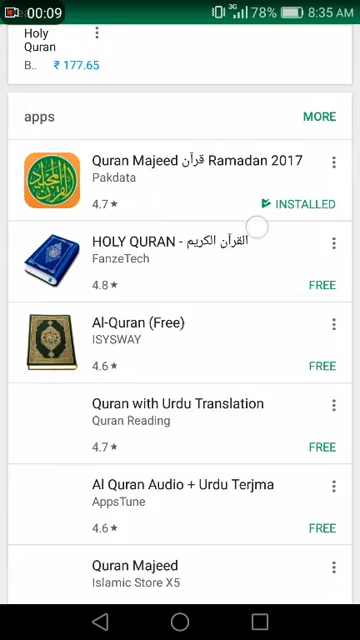 00:09
3G 78% 8:35 AM
Holy
Quran
B.. ₹ 177.65
apps MORE
Quran Majeed قرآن Ramadan 2017
Pakdata
4.7★ INSTALLED
HOLY QURAN - القرآن الكريم
FanzeTech
4.8★ FREE
Al-Quran (Free)
ISYSWAY
4.6★ FREE
Quran with Urdu Translation
Quran Reading
4.7★ FREE
Al Quran Audio + Urdu Terjma
AppsTune
4.6★ FREE
Quran Majeed
Islamic Store X5